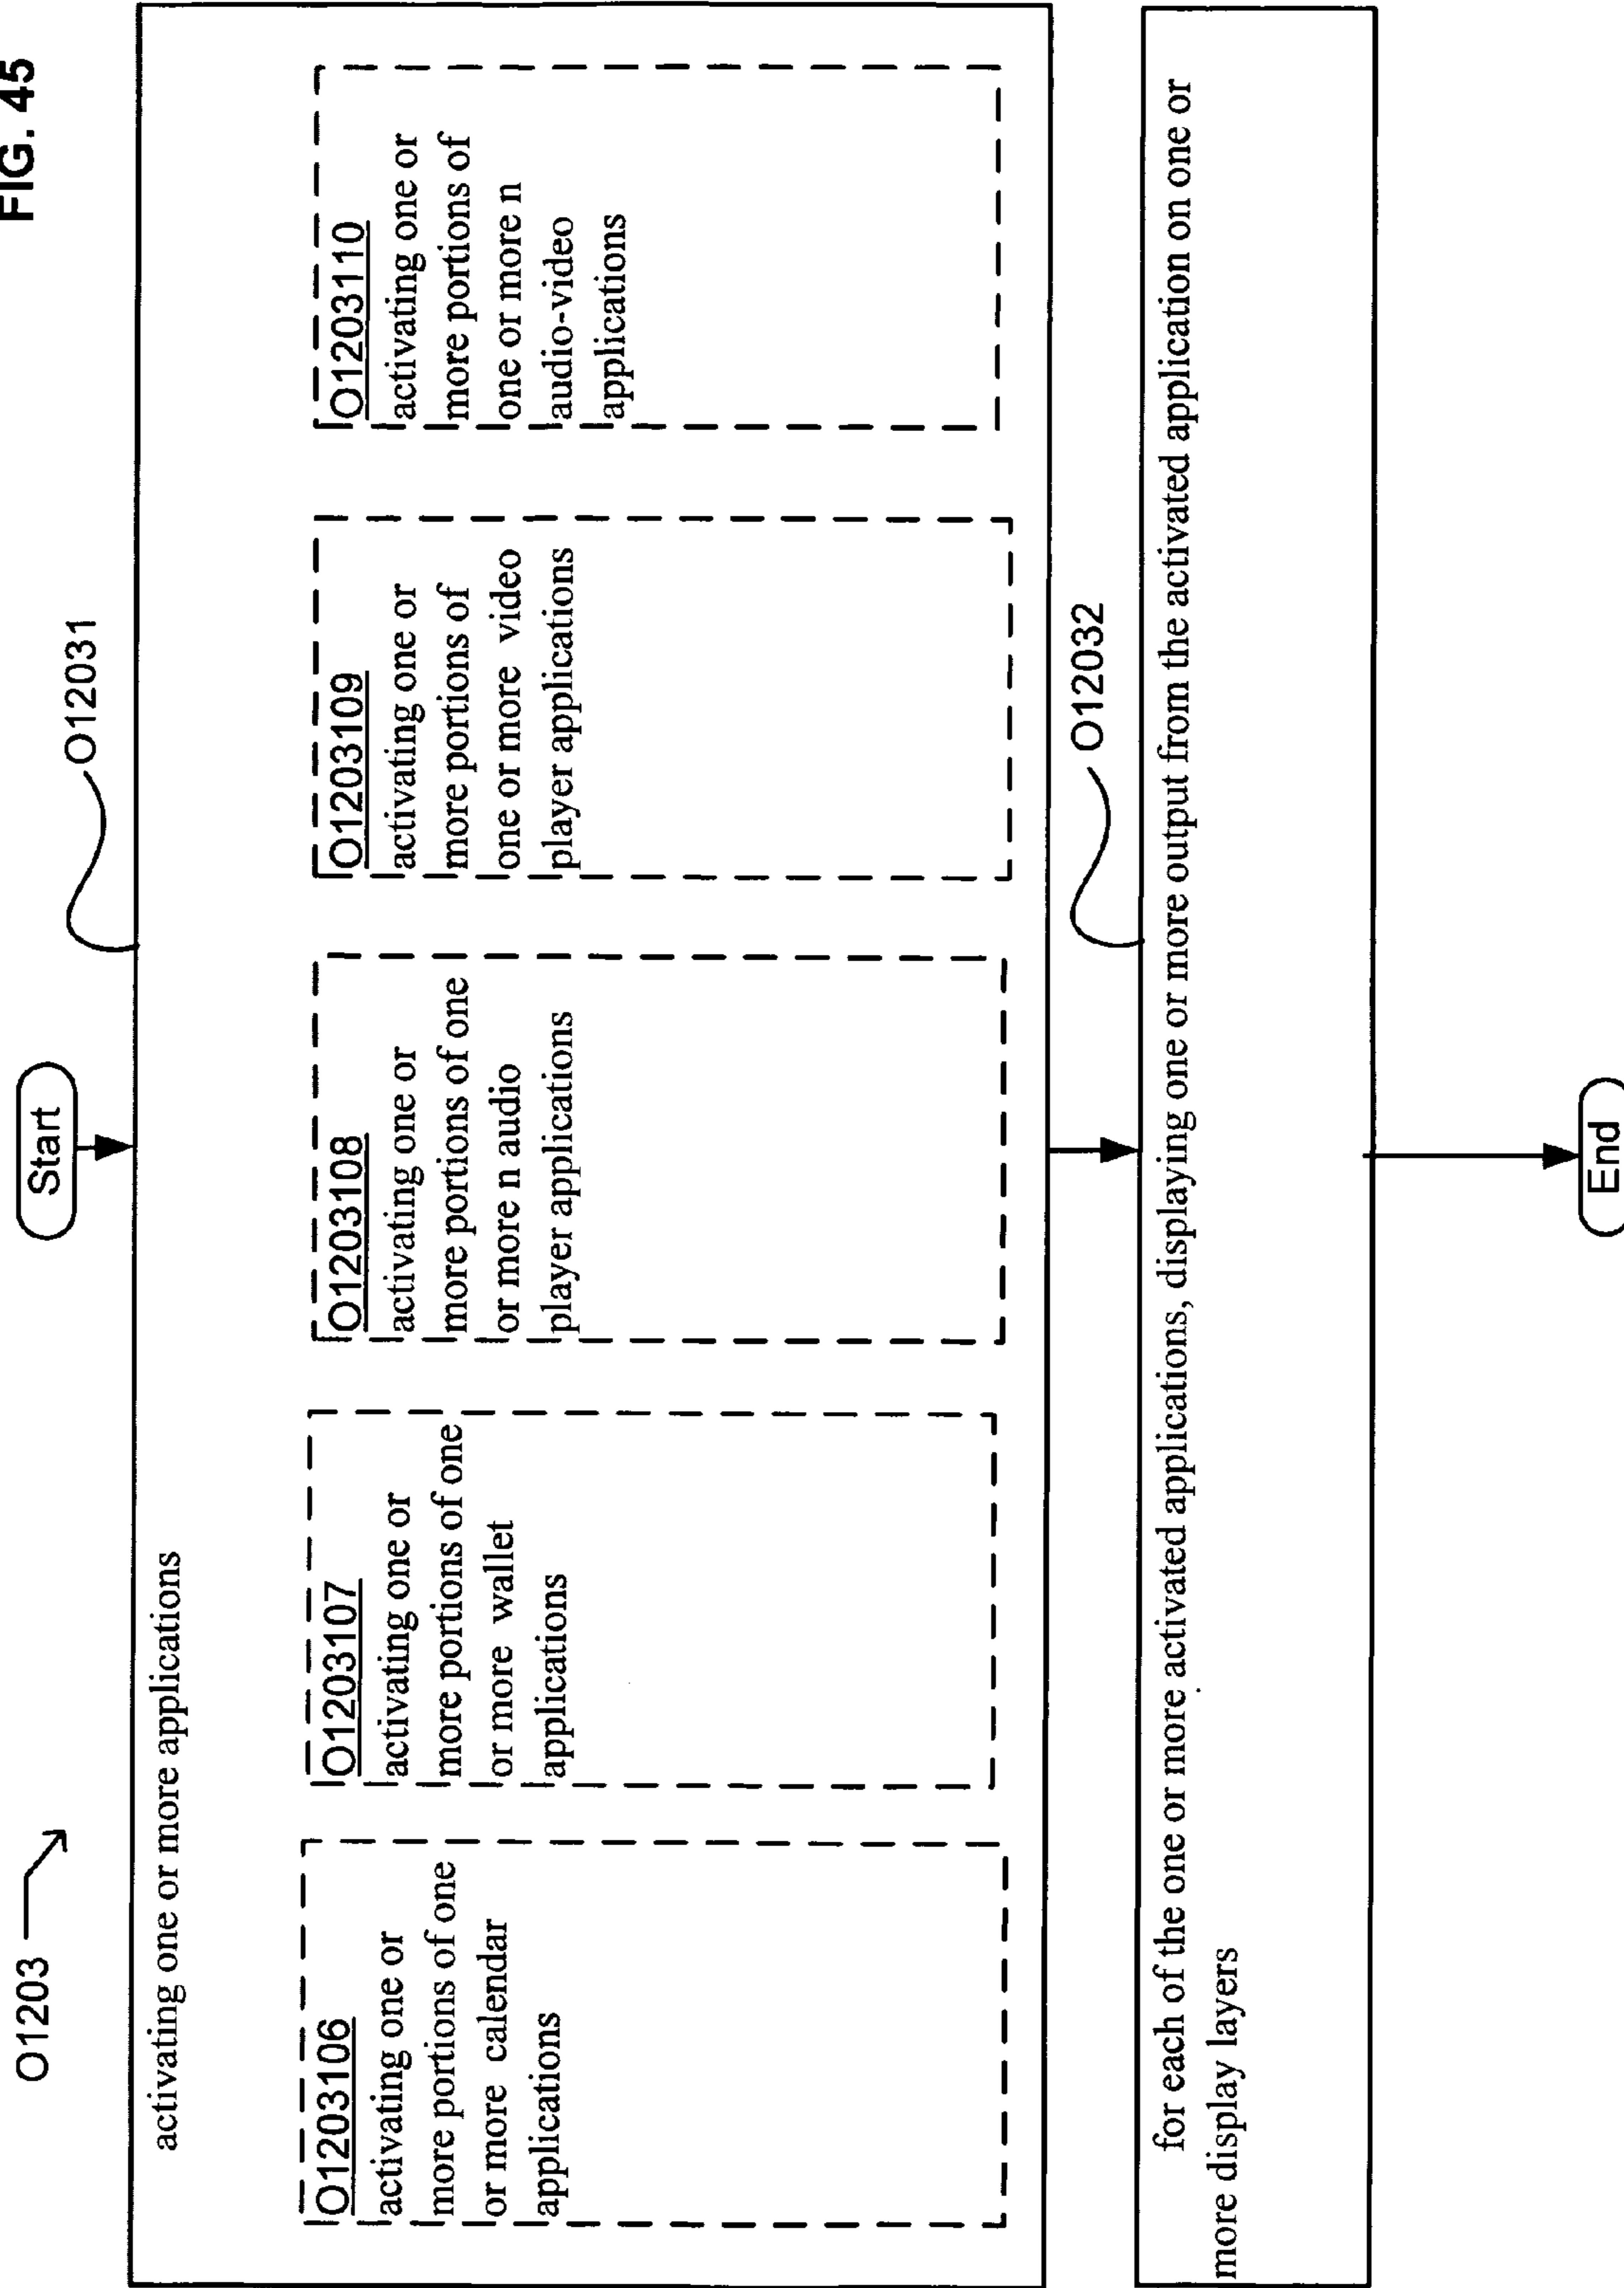 FIG. 45
O1203
Start
O12031
activating one or more applications
O1203106
activating one or
more portions of one
or more calendar
applications
O1203107
activating one or
more portions of one
or more wallet
applications
O1203108
activating one or
more portions of one
or more n audio
player applications
O1203109
activating one or
more portions of
one or more video
player applications
O1203110
activating one or
more portions of
one or more n
audio-video
applications
O12032
for each of the one or more activated applications, displaying one or more output from the activated application on one or
more display layers
End